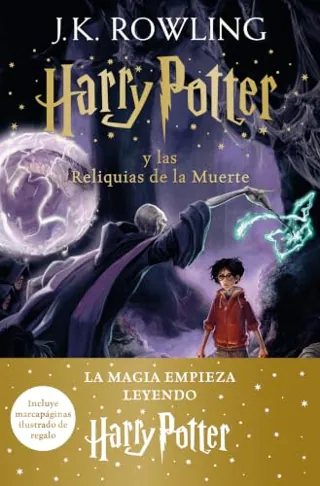 J.K. ROWLING
Harry Potter
y las
Reliquias de la Muerte
LA MAGIA EMPIEZA
LEYENDO
Harry Potter
Incluye
marcapáginas
ilustrado de
regalo